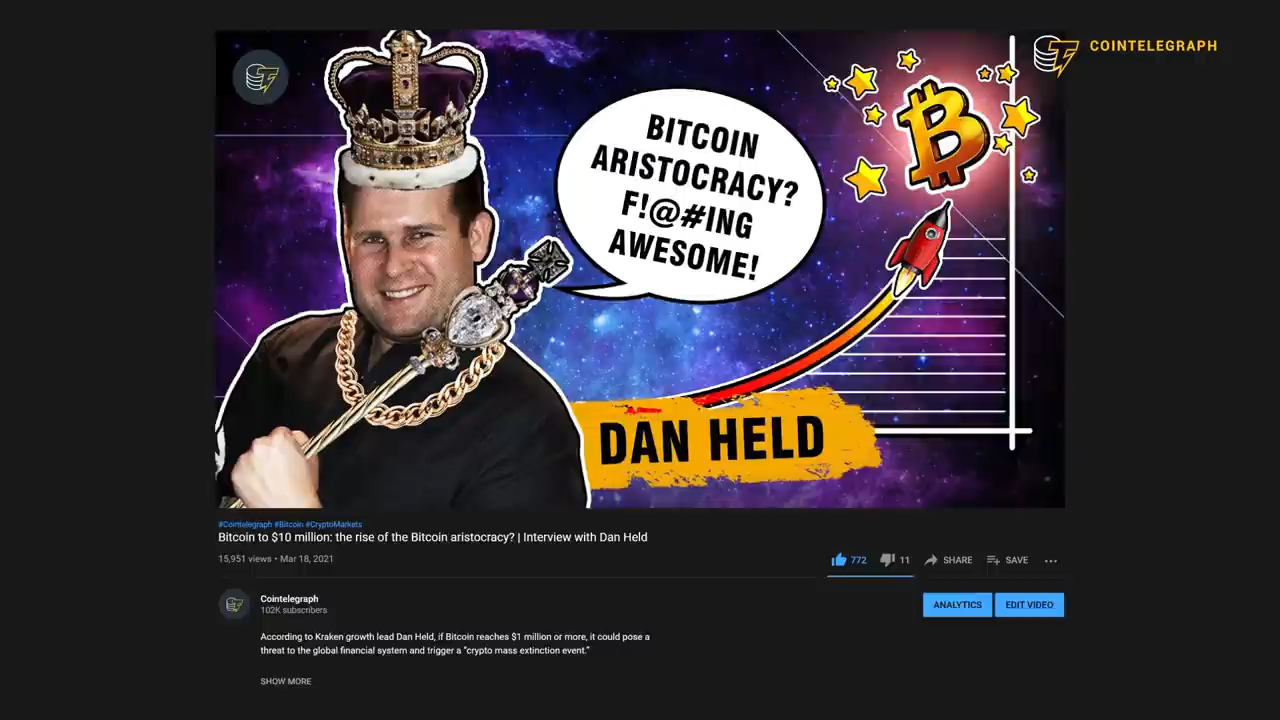 COINTELEGRAPH
BITCOIN
ARISTOCRACY?
F!@#ING
AWESOME!
DAN HELD
#Cointelegraph #Bitcoin #CryptoMarkets
Bitcoin to $10 million: the rise of the Bitcoin aristocracy? | Interview with Dan Held
15,951 views • Mar 18, 2021
772 11 SHARE SAVE
Cointelegraph
102K subscribers
ANALYTICS EDIT VIDEO
According to Kraken growth lead Dan Held, if Bitcoin reaches $1 million or more, it could pose a
threat to the global financial system and trigger a "crypto mass extinction event."
SHOW MORE